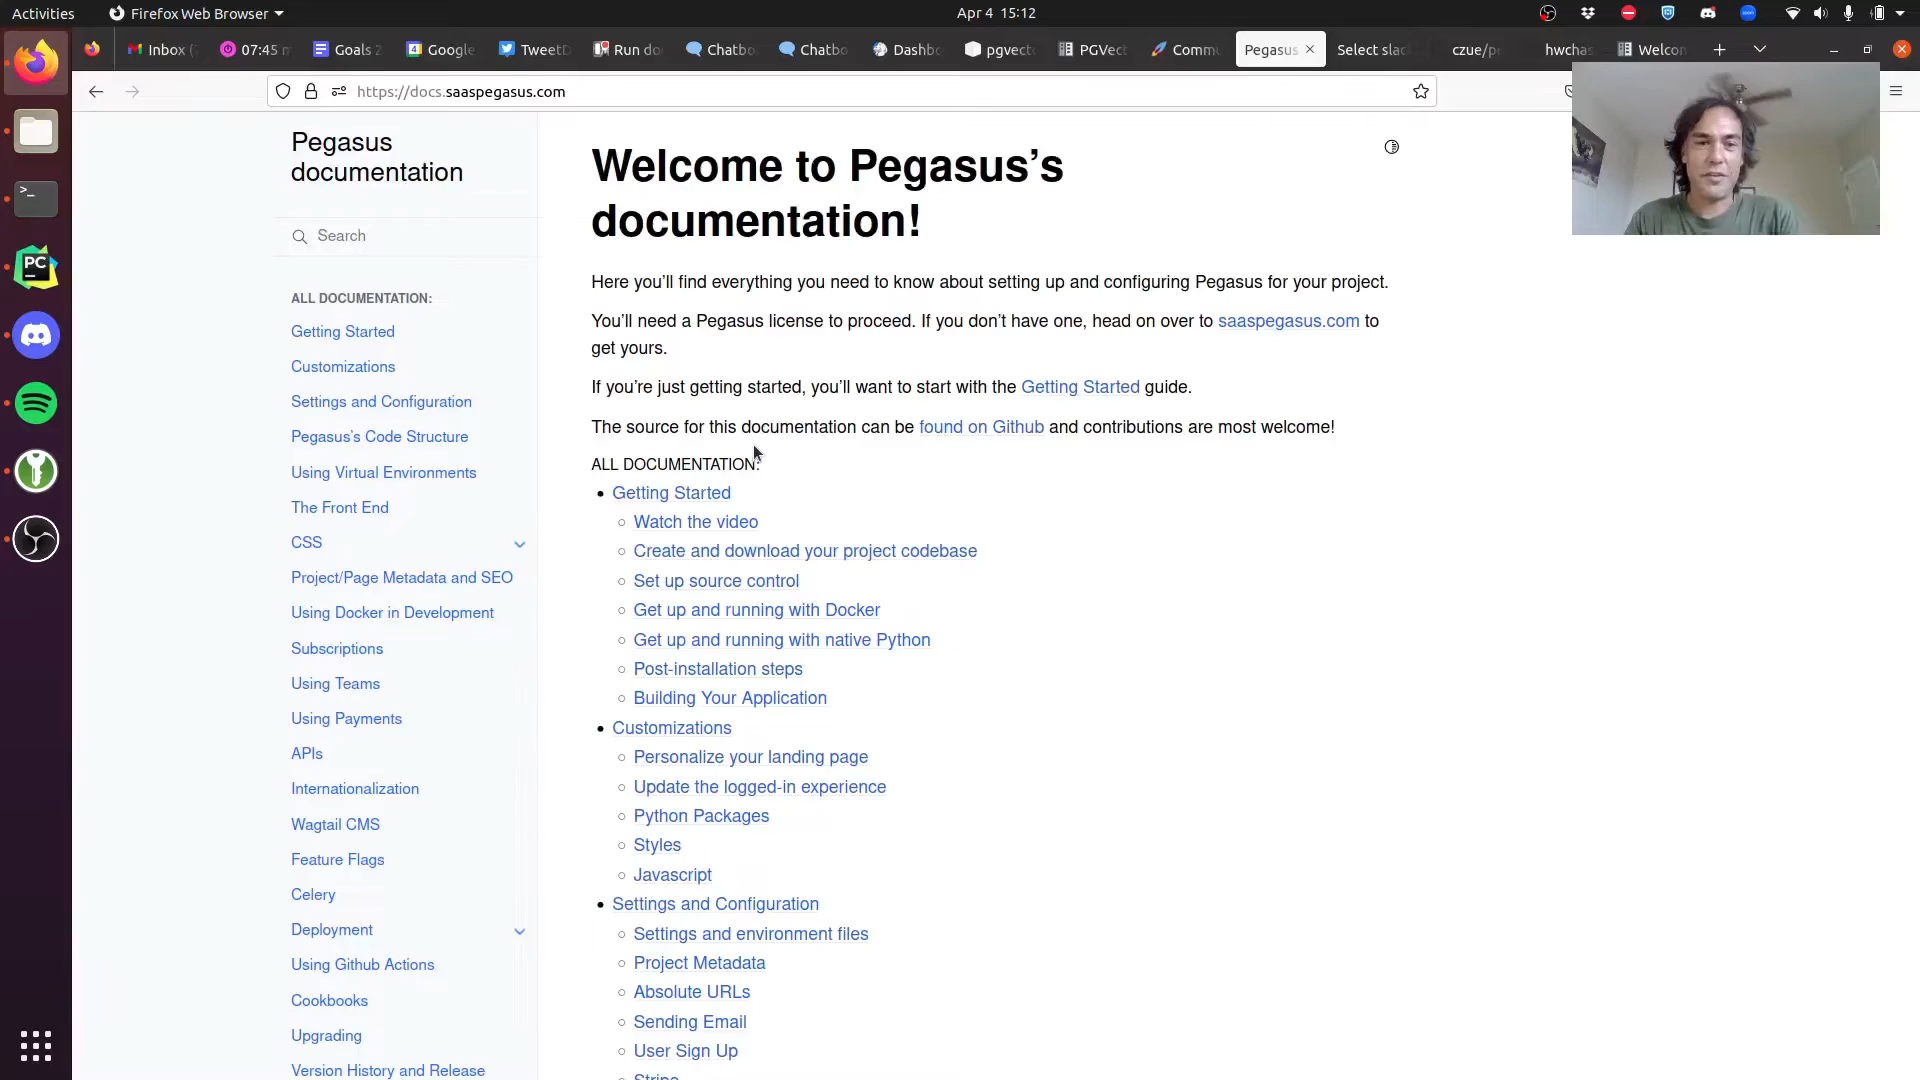 Activities
Firefox Web Browser
Apr 4 15:12
Inbox (
07:45 m
Goals 2
Google
TweetD
Run do
Chatbo
Chatbo
Dashbo
pgvect
PGVect
Commu
Pegasus
Select slac
czue/pe
hwchas
Welcon
https://docs.saaspegasus.com
Pegasus
documentation
Search
ALL DOCUMENTATION:
Getting Started
Customizations
Settings and Configuration
Pegasus’s Code Structure
Using Virtual Environments
The Front End
CSS
Project/Page Metadata and SEO
Using Docker in Development
Subscriptions
Using Teams
Using Payments
APIs
Internationalization
Wagtail CMS
Feature Flags
Celery
Deployment
Using Github Actions
Cookbooks
Upgrading
Version History and Release
Welcome to Pegasus’s
documentation!
Here you’ll find everything you need to know about setting up and configuring Pegasus for your project.
You’ll need a Pegasus license to proceed. If you don’t have one, head on over to saaspegasus.com to
get yours.
If you’re just getting started, you’ll want to start with the Getting Started guide.
The source for this documentation can be found on Github and contributions are most welcome!
ALL DOCUMENTATION:
Getting Started
Watch the video
Create and download your project codebase
Set up source control
Get up and running with Docker
Get up and running with native Python
Post-installation steps
Building Your Application
Customizations
Personalize your landing page
Update the logged-in experience
Python Packages
Styles
Javascript
Settings and Configuration
Settings and environment files
Project Metadata
Absolute URLs
Sending Email
User Sign Up
Stripe